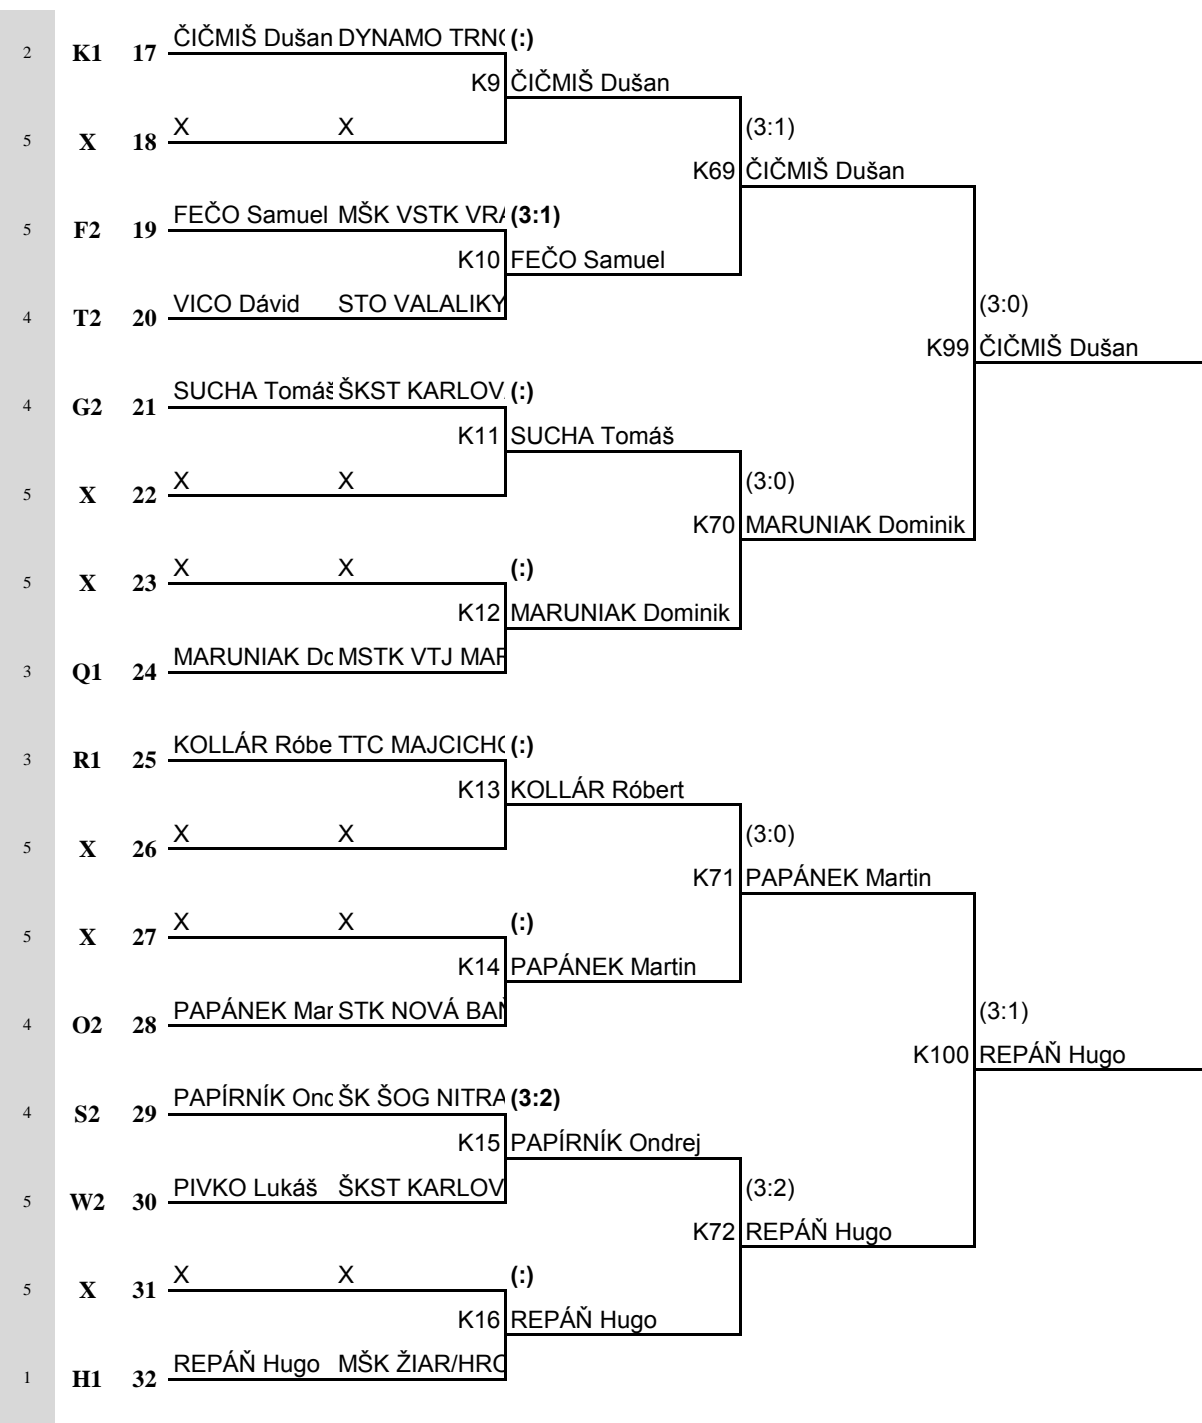 2 K1 17 ČIČMIŠ Dušan DYNAMO TRN( (:)
K9 ČIČMIŠ Dušan
5 X 18 X X (3:1)
K69 ČIČMIŠ Dušan
5 F2 19 FEČO Samuel MŠK VSTK VRA (3:1)
K10 FEČO Samuel
4 T2 20 VICO Dávid STO VALALIKY (3:0)
K99 ČIČMIŠ Dušan
4 G2 21 SUCHA Tomáš ŠKST KARLOV (:)
K11 SUCHA Tomáš
5 X 22 X X (3:0)
K70 MARUNIAK Dominik
5 X 23 X X (:)
K12 MARUNIAK Dominik
3 Q1 24 MARUNIAK Do MSTK VTJ MAR
3 R1 25 KOLLÁR Róbe TTC MAJCICHO (:)
K13 KOLLÁR Róbert
5 X 26 X X (3:0)
K71 PAPÁNEK Martin
5 X 27 X X (:)
K14 PAPÁNEK Martin
4 O2 28 PAPÁNEK Mar STK NOVÁ BAŇ (3:1)
K100 REPÁŇ Hugo
4 S2 29 PAPÍRNÍK Ond ŠK ŠOG NITRA (3:2)
K15 PAPÍRNÍK Ondrej
5 W2 30 PIVKO Lukáš ŠKST KARLOV (3:2)
K72 REPÁŇ Hugo
5 X 31 X X (:)
K16 REPÁŇ Hugo
1 H1 32 REPÁŇ Hugo MŠK ŽIAR/HRO